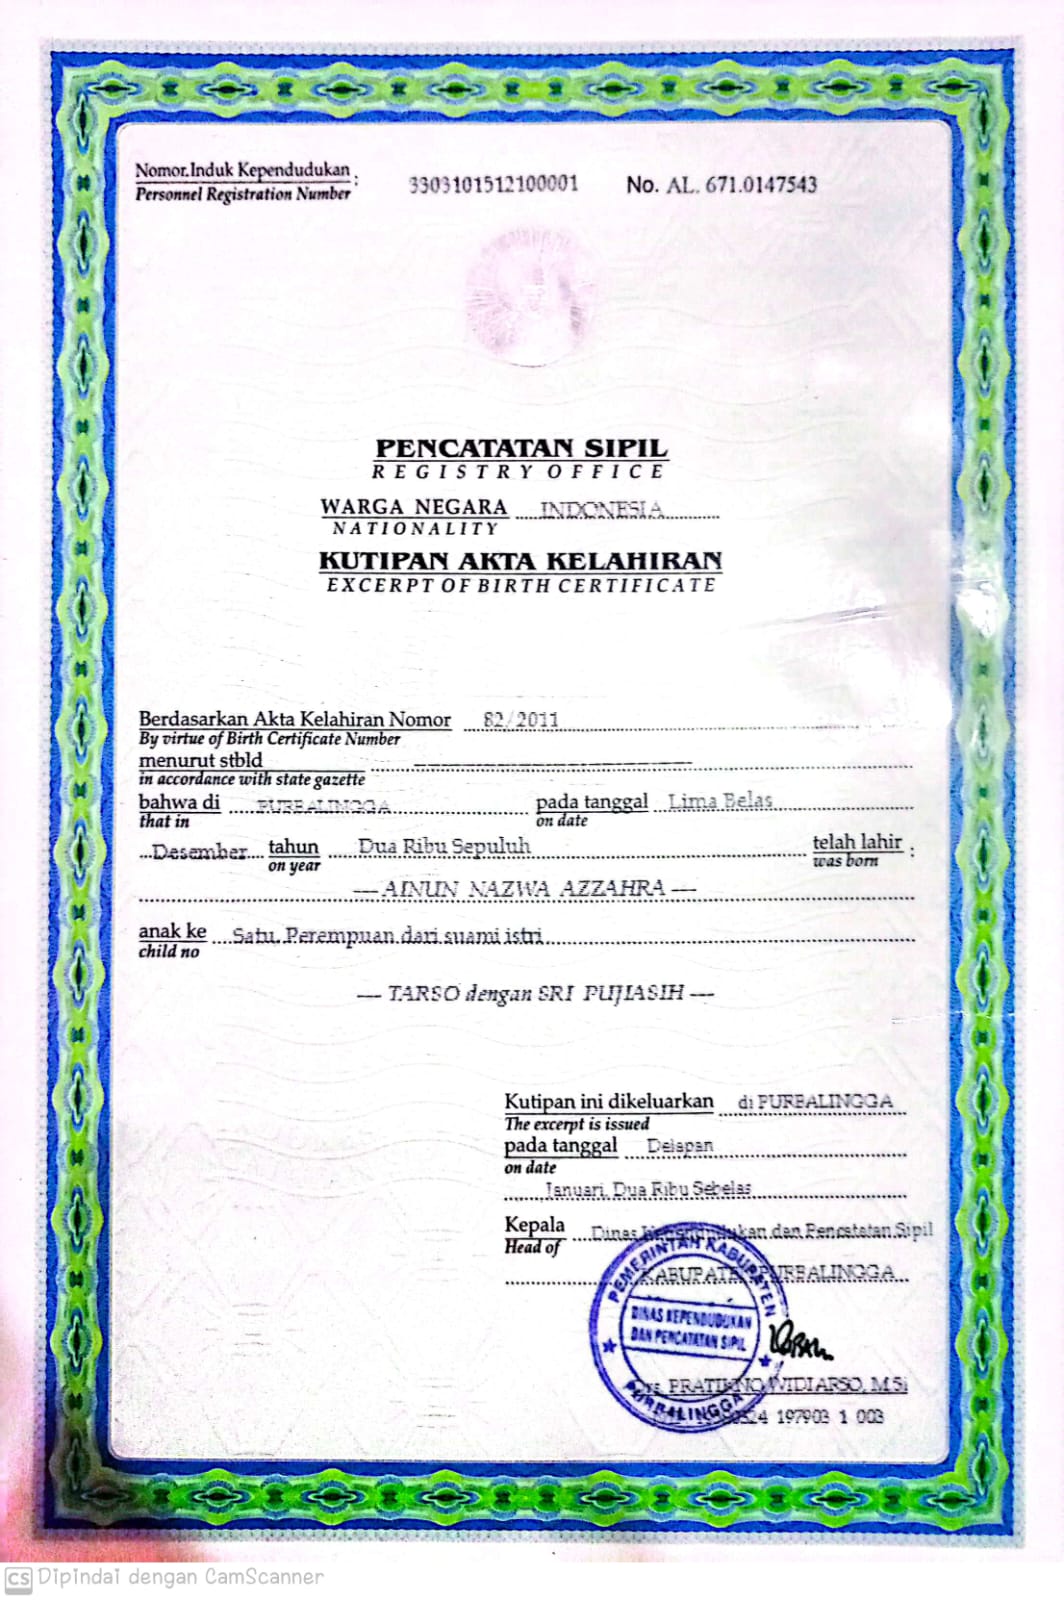 Nomor Induk Kependudukan : 3303101512100001 No. AL. 671.0147543
Personnel Registration Number
PENCATATAN SIPIL
REGISTRY OFFICE
WARGA NEGARA INDONESIA
NATIONALITY
KUTIPAN AKTA KELAHIRAN
EXCERPT OF BIRTH CERTIFICATE
Berdasarkan Akta Kelahiran Nomor 82/2011
By virtue of Birth Certificate Number
menurut stbld
in accordance with state gazette
bahwa di PURBALINGGA pada tanggal Lima Belas
that in on date
Desember tahun Dua Ribu Sepuluh telah lahir :
on year was born
--- AINUN NAZWA AZZAHRA ---
anak ke Satu, Perempuan dari suami istri
child no
--- TARSO dengan SRI PUJIASIH ---
Kutipan ini dikeluarkan di PURBALINGGA
The excerpt is issued
pada tanggal Delapan
on date
Januari, Dua Ribu Sebelas
Kepala Dinas Kependudukan dan Pencatatan Sipil
Head of
KABUPATEN PURBALINGGA
PEMERINTAH KABUPATEN
DINAS KEPENDUDUKAN
DAN PENCATATAN SIPIL
PURBALINGGA
PRATIKNO WIDIARSO, M.Si
197903 1 003
CS Dipindai dengan CamScanner